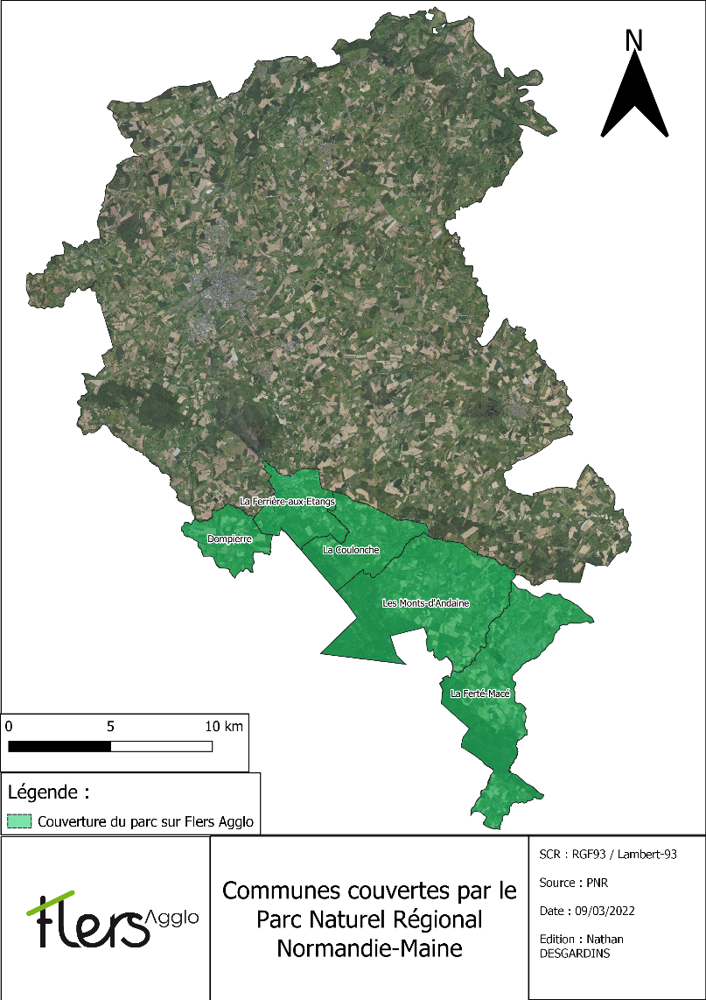 N
La Ferrière-aux-Etangs
Dompierre
La Coulonche
Les Monts-d'Andaine
La Ferté-Macé
0 5 10 km
Légende :
Couverture du parc sur Flers Agglo
flers Agglo
Communes couvertes par le
Parc Naturel Régional
Normandie-Maine
SCR : RGF93 / Lambert-93
Source : PNR
Date : 09/03/2022
Edition : Nathan
DESGARDINS